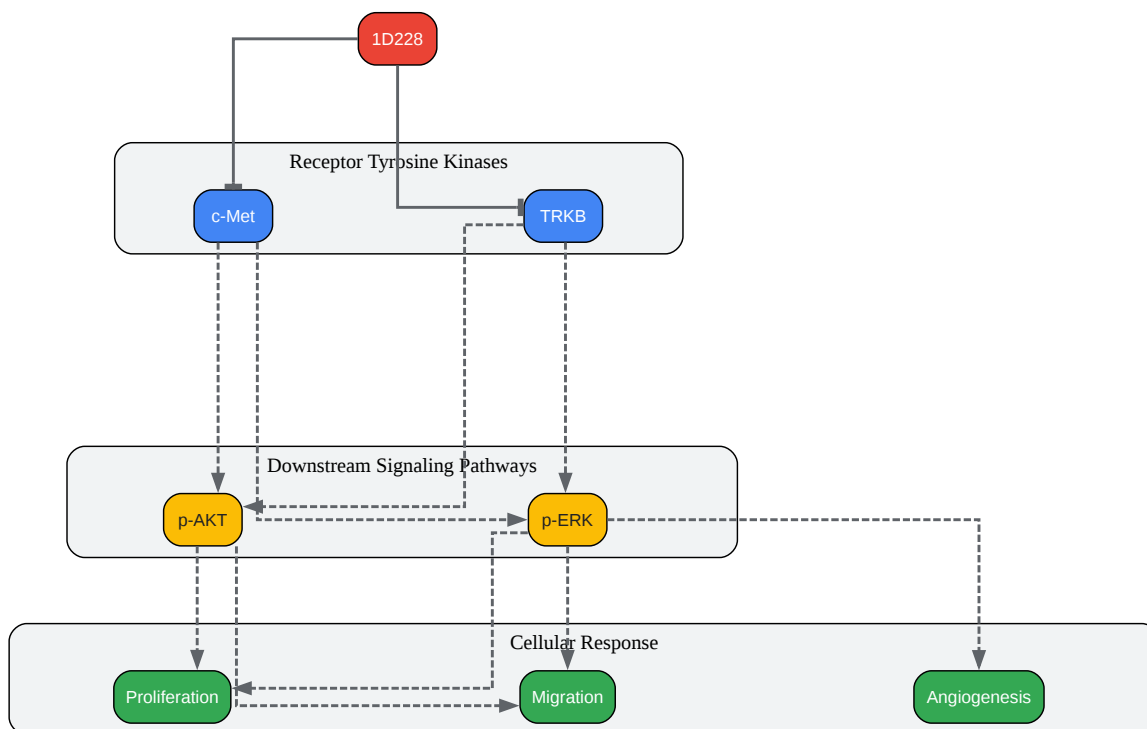 1D228
Receptor Tyrosine Kinases
c-Met
TRKB
Downstream Signaling Pathways
p-AKT
p-ERK
Cellular Response
Proliferation
Migration
Angiogenesis